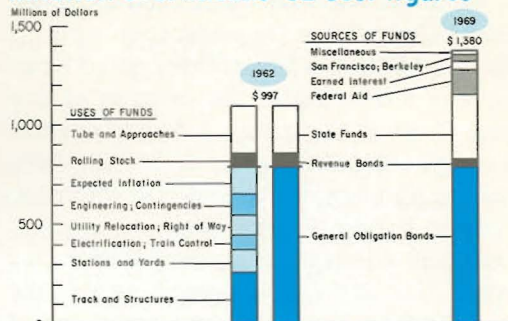 Millions of Dollars
1,500
1,000
500
1962
$997
1969
$1,380
USES OF FUNDS
Tube and Approaches
Rolling Stock
Expected Inflation
Engineering; Contingencies
Utility Relocation; Right of Way
Electrification; Train Control
Stations and Yards
Track and Structures
SOURCES OF FUNDS
Miscellaneous
San Francisco; Berkeley
Earned Interest
Federal Aid
State Funds
Revenue Bonds
General Obligation Bonds